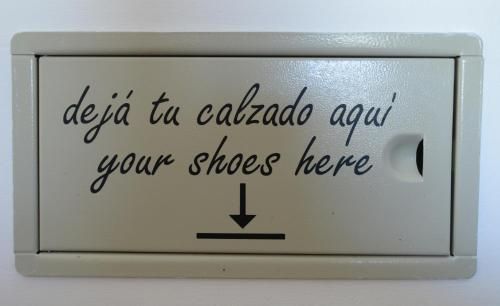 dejá tu calzado aqui
your shoes here